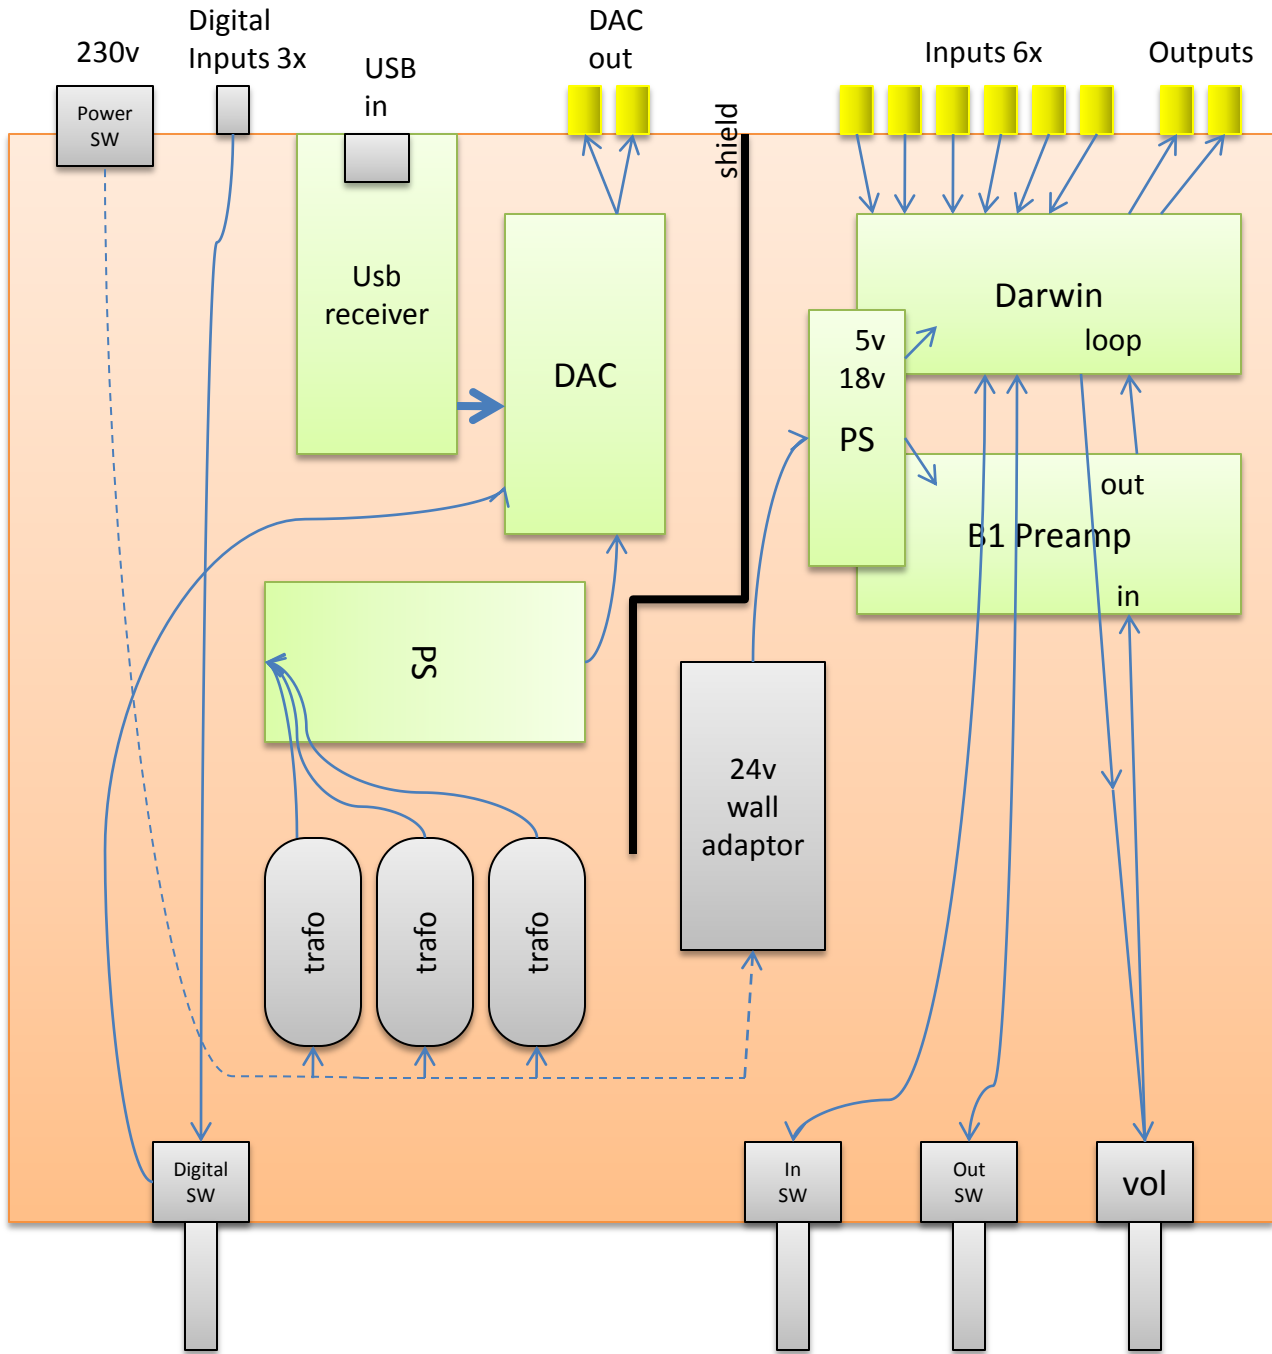 230v
Digital
Inputs 3x
USB
in
DAC
out
Inputs 6x
Outputs
Power
SW
shield
Usb
receiver
DAC
Darwin
loop
5v
18v
PS
out
B1 Preamp
in
PS
24v
wall
adaptor
trafo
trafo
trafo
Digital
SW
In
SW
Out
SW
vol